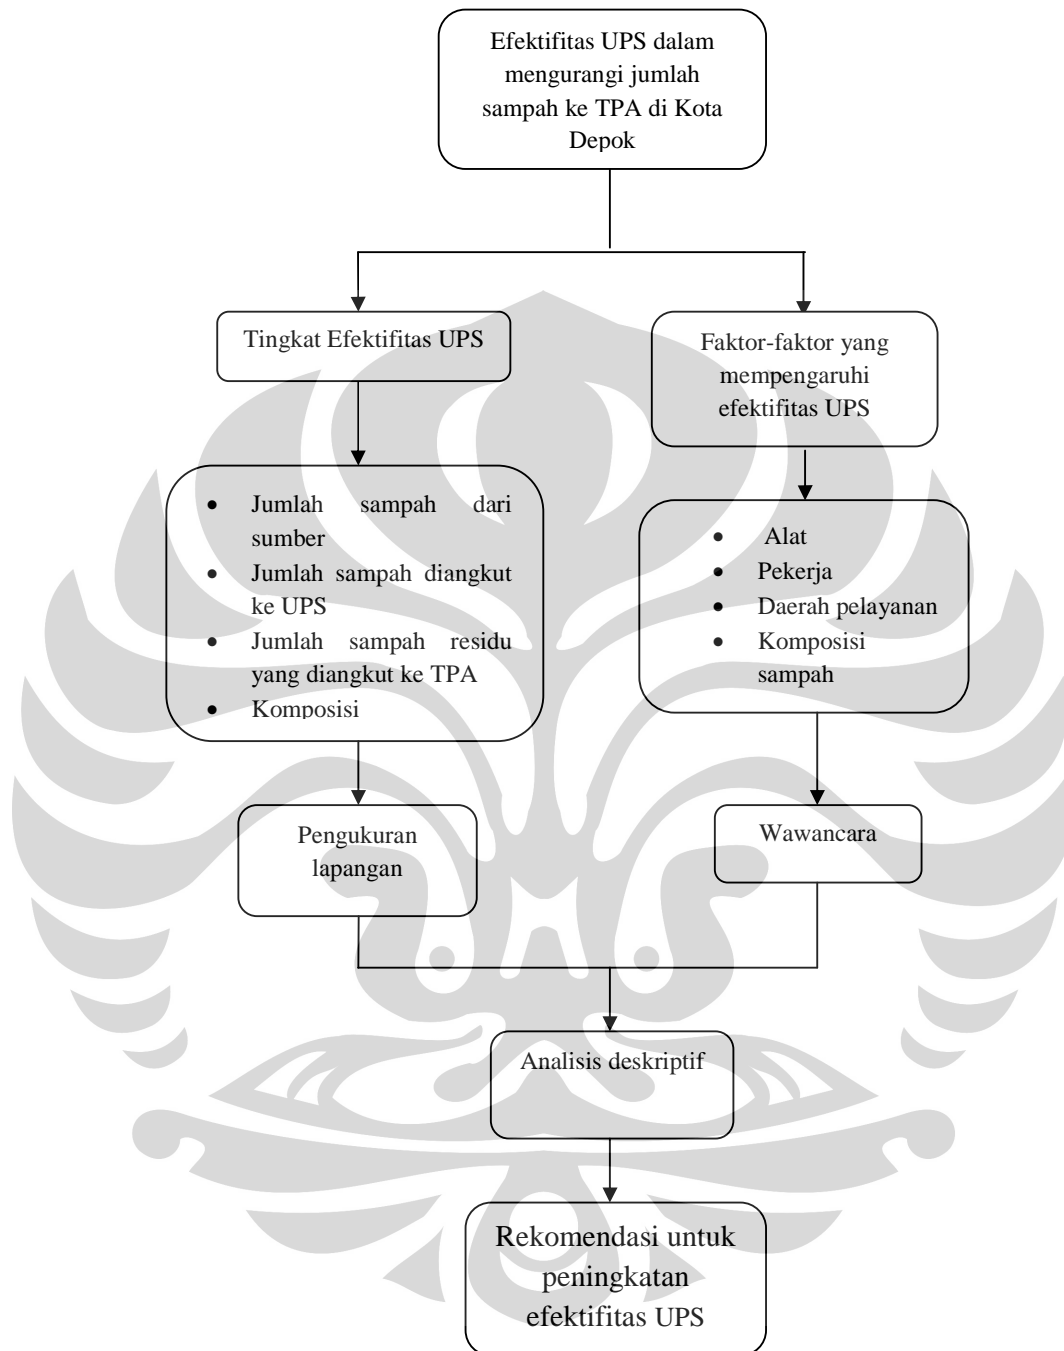 Efektifitas UPS dalam
mengurangi jumlah
sampah ke TPA di Kota
Depok
Tingkat Efektifitas UPS
Faktor-faktor yang
mempengaruhi
efektifitas UPS
• Jumlah sampah dari
sumber
• Jumlah sampah diangkut
ke UPS
• Jumlah sampah residu
yang diangkut ke TPA
• Komposisi
• Alat
• Pekerja
• Daerah pelayanan
• Komposisi
sampah
Pengukuran
lapangan
Wawancara
Analisis deskriptif
Rekomendasi untuk
peningkatan
efektifitas UPS